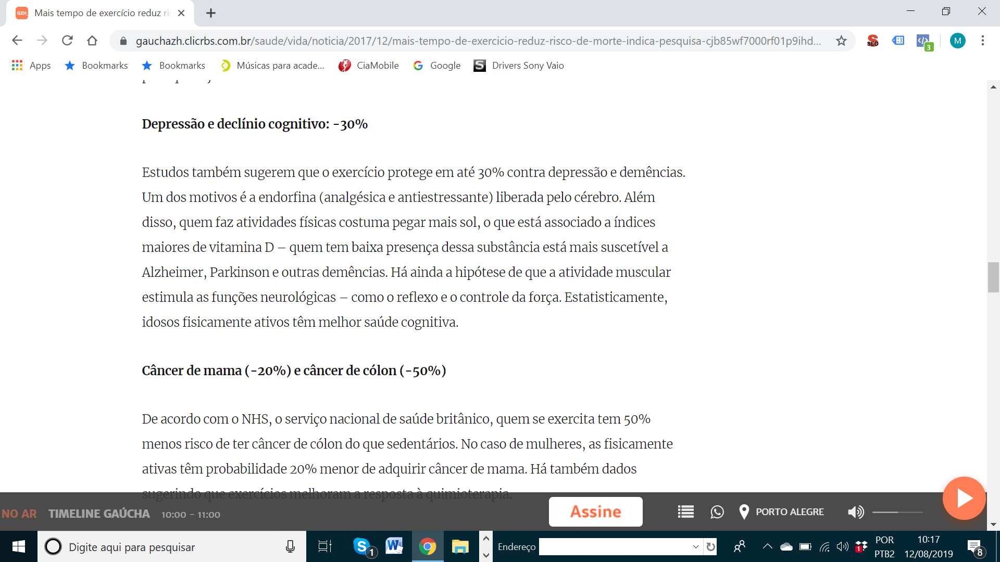 Mais tempo de exercício reduz ri
gauchazh.clicrbs.com.br/saude/vida/noticia/2017/12/mais-tempo-de-exercicio-reduz-risco-de-morte-indica-pesquisa-cjb85wf7000rf01p9ihd...
SEO
M
3
Apps
Bookmarks
Bookmarks
Músicas para acade...
CiaMobile
Google
Drivers Sony Vaio
Depressão e declínio cognitivo: -30%
Estudos também sugerem que o exercício protege em até 30% contra depressão e demências.
Um dos motivos é a endorfina (analgésica e antiestressante) liberada pelo cérebro. Além
disso, quem faz atividades físicas costuma pegar mais sol, o que está associado a índices
maiores de vitamina D – quem tem baixa presença dessa substância está mais suscetível a
Alzheimer, Parkinson e outras demências. Há ainda a hipótese de que a atividade muscular
estimula as funções neurológicas – como o reflexo e o controle da força. Estatisticamente,
idosos fisicamente ativos têm melhor saúde cognitiva.
Câncer de mama (-20%) e câncer de cólon (-50%)
De acordo com o NHS, o serviço nacional de saúde britânico, quem se exercita tem 50%
menos risco de ter câncer de cólon do que sedentários. No caso de mulheres, as fisicamente
ativas têm probabilidade 20% menor de adquirir câncer de mama. Há também dados
sugerindo que exercícios melhoram a resposta à quimioterapia.
NO AR TIMELINE GAÚCHA 10:00 - 11:00
Assine
PORTO ALEGRE
Digite aqui para pesquisar
1
Endereço
1
POR
PTB2
10:17
12/08/2019
8